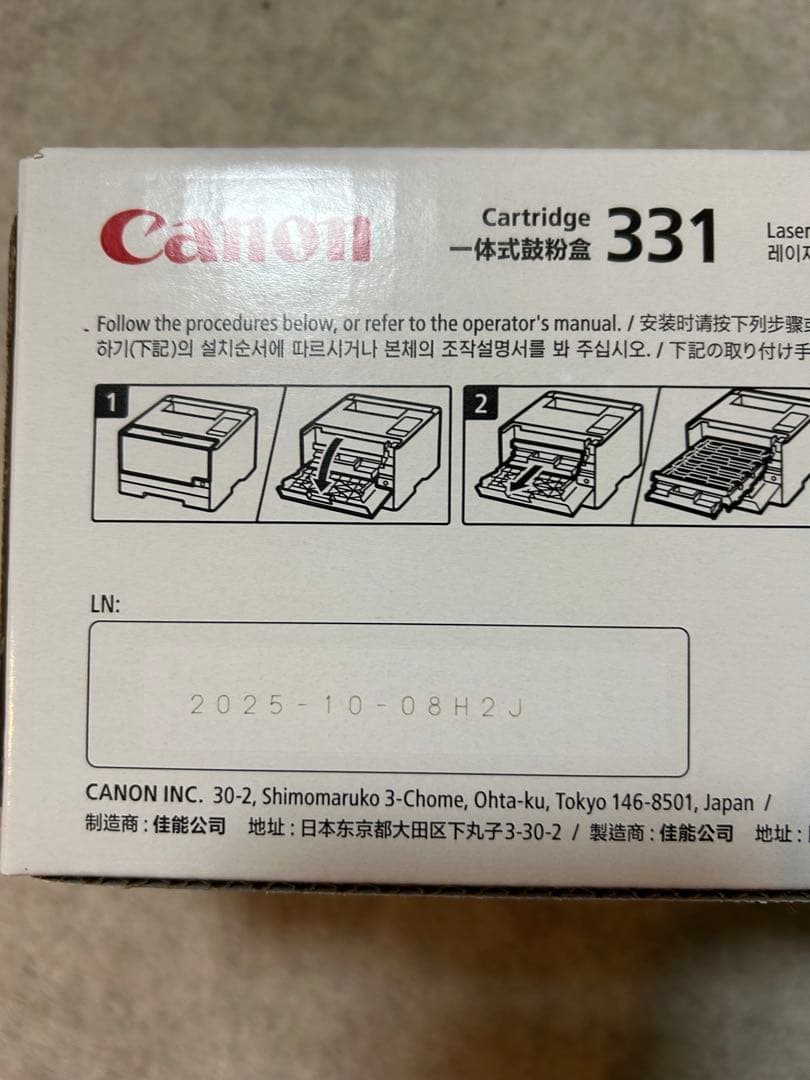 Canon
Cartridge 331
一体式鼓粉盒
Laser
레이저
Follow the procedures below, or refer to the operator's manual. / 安装时请按下列步骤或
하기(下記)의 설치순서에 따르시거나 본체의 조작설명서를 봐 주십시오. / 下記の取り付け手
1
2
LN:
2025-10-08H2J
CANON INC. 30-2, Shimomaruko 3-Chome, Ohta-ku, Tokyo 146-8501, Japan /
制造商 : 佳能公司 地址 : 日本东京都大田区下丸子3-30-2 / 製造商 : 佳能公司 地址 :